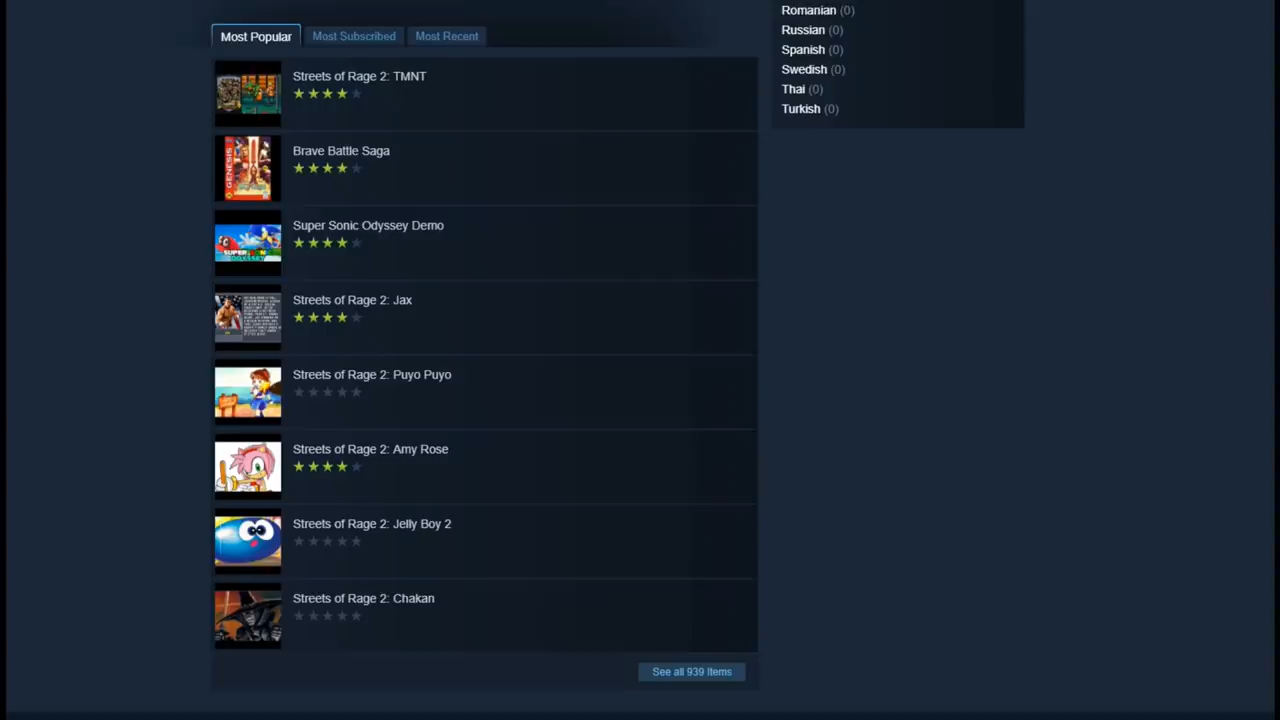 Romanian (0)
Russian (0)
Spanish (0)
Swedish (0)
Thai (0)
Turkish (0)
Most Popular
Most Subscribed
Most Recent
Streets of Rage 2: TMNT
Brave Battle Saga
GENESIS
Super Sonic Odyssey Demo
SUPER
ODYSSEY
Streets of Rage 2: Jax
Streets of Rage 2: Puyo Puyo
Streets of Rage 2: Amy Rose
Streets of Rage 2: Jelly Boy 2
Streets of Rage 2: Chakan
See all 939 Items